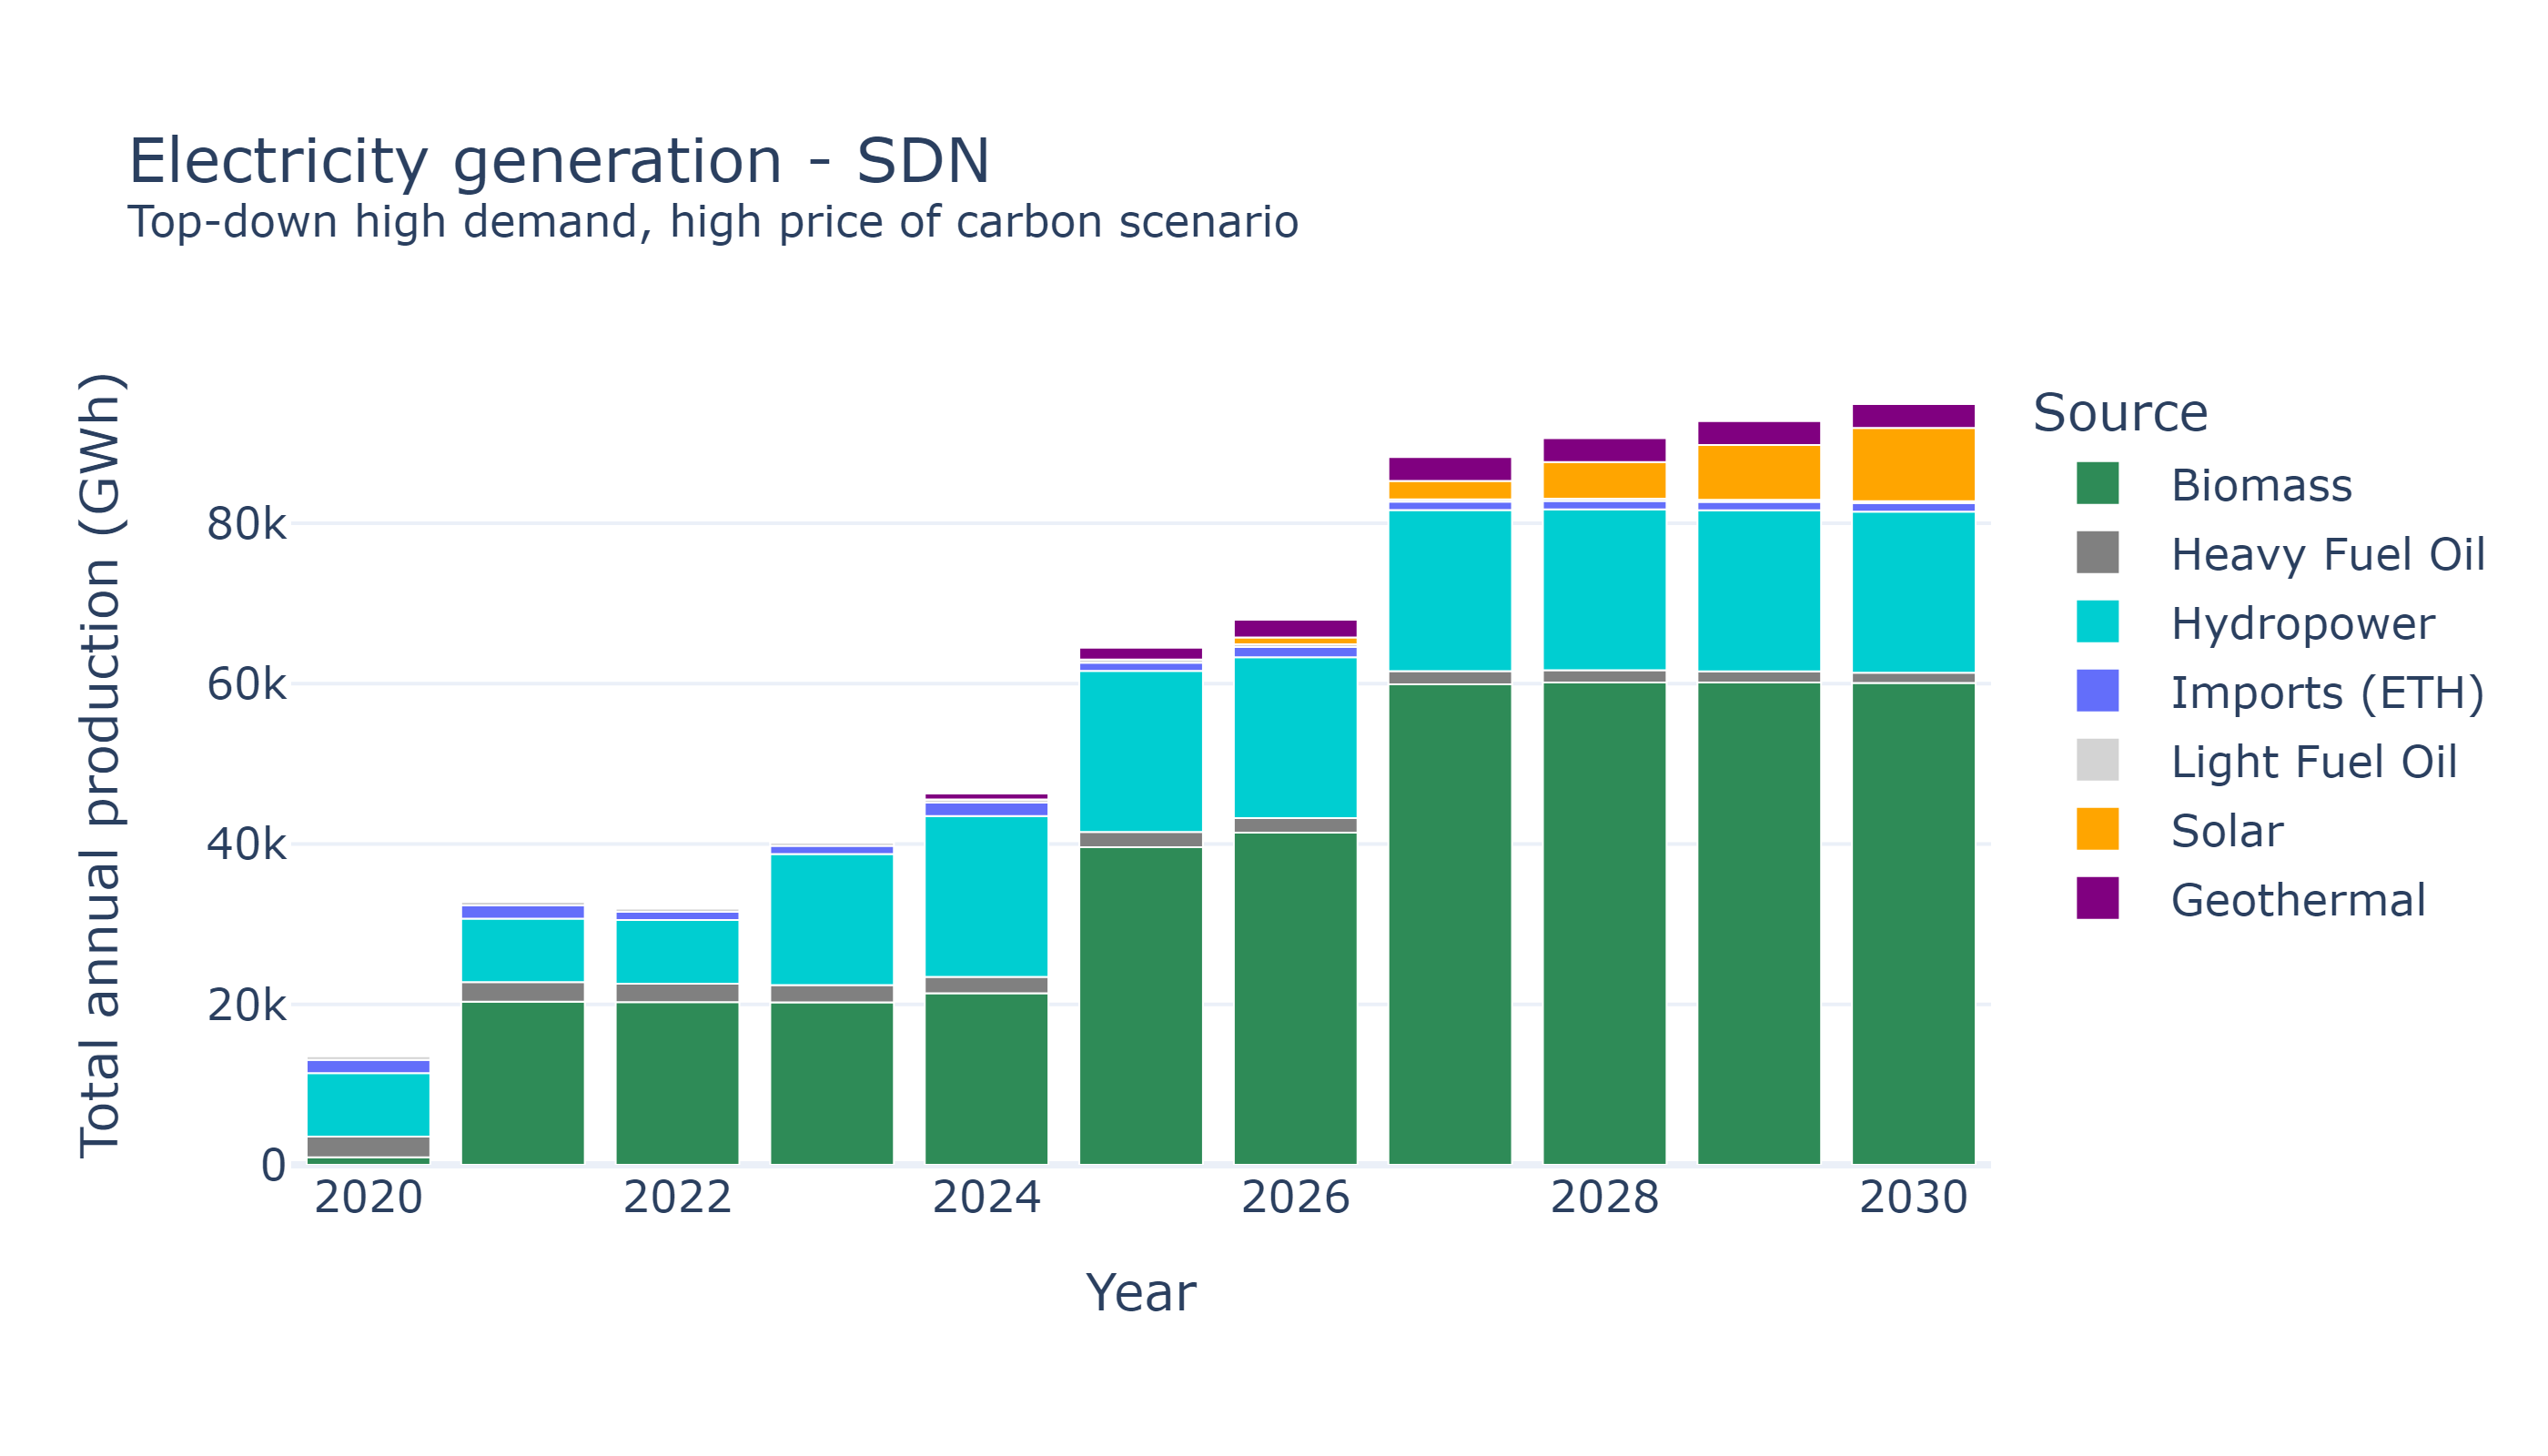 Electricity generation - SDN
Top-down high demand, high price of carbon scenario
Total annual production (GWh)
80k
60k
40k
20k
0
2020
2022
2024
2026
2028
2030
Year
Source
Biomass
Heavy Fuel Oil
Hydropower
Imports (ETH)
Light Fuel Oil
Solar
Geothermal